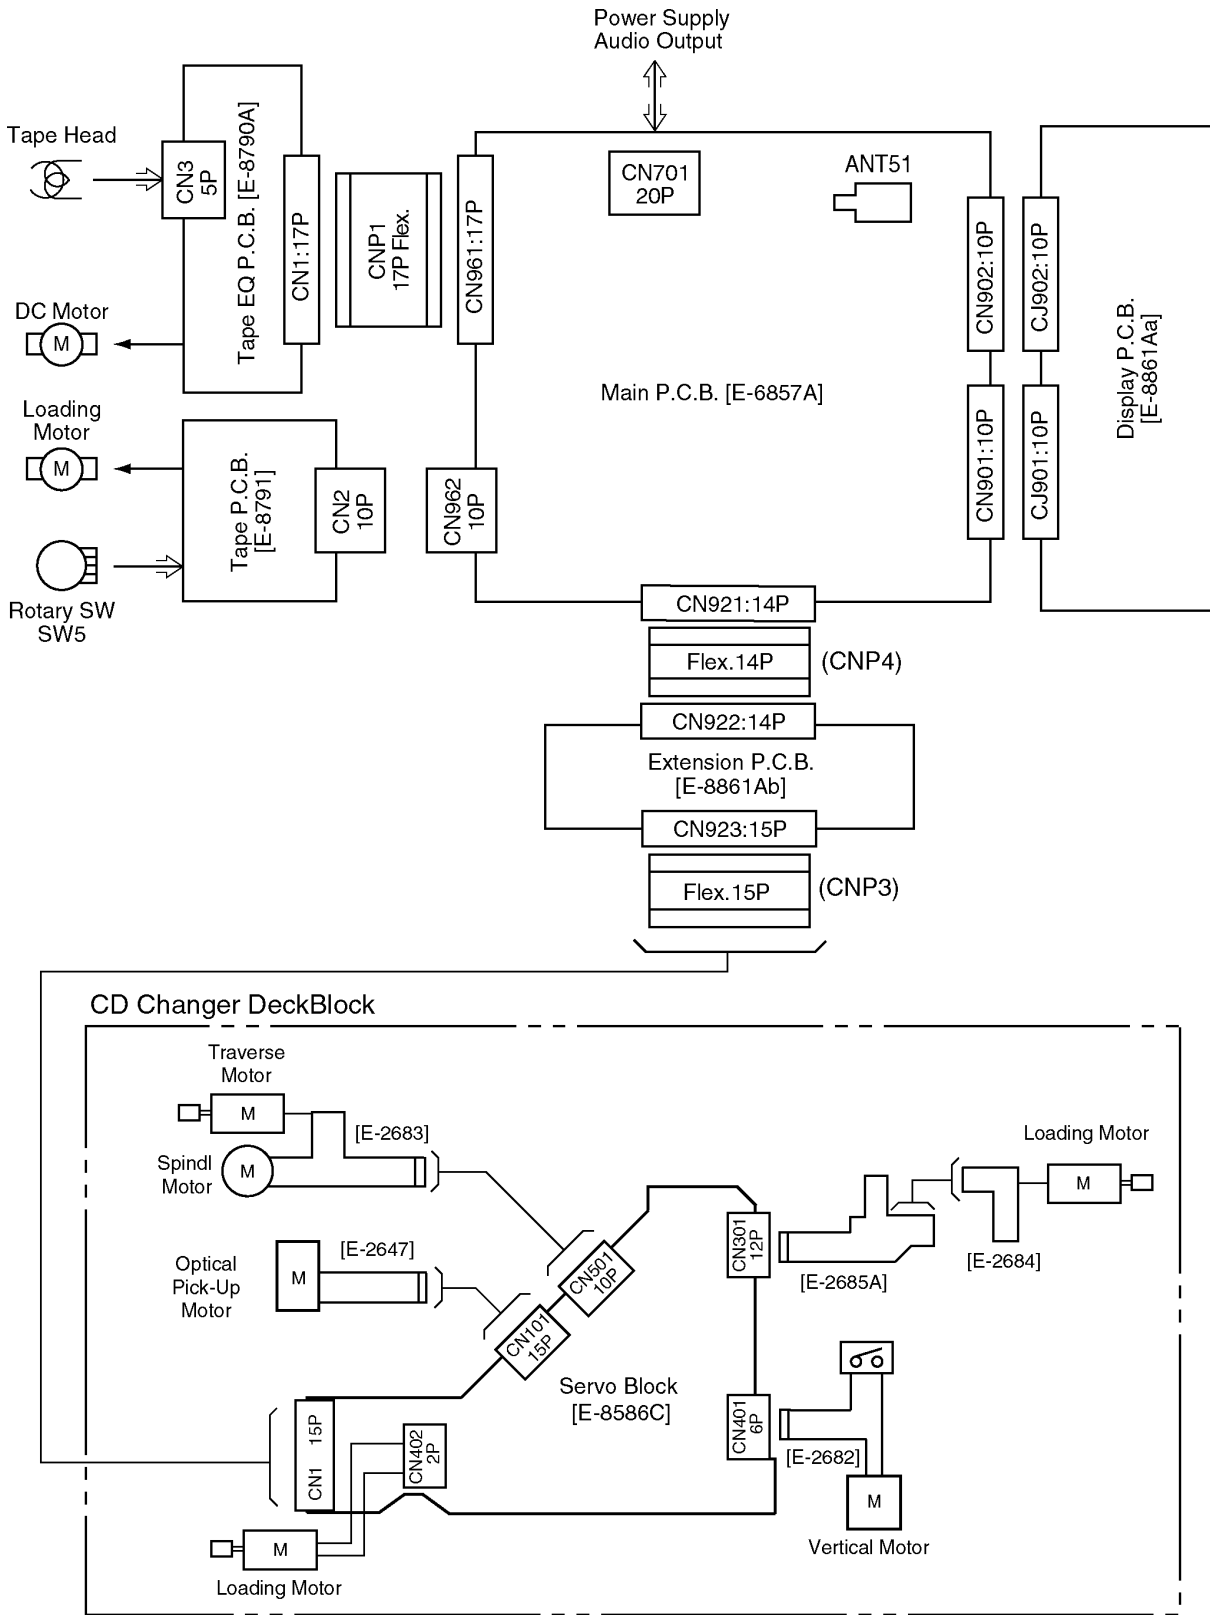 Power Supply
Audio Output
Tape Head
CN3
5P
Tape EQ P.C.B. [E-8790A]
CN1:17P
CNP1
17P Flex.
CN961:17P
CN701
20P
ANT51
CN902:10P
CJ902:10P
DC Motor
M
Main P.C.B. [E-6857A]
Display P.C.B.
[E-8861Aa]
Loading
Motor
M
Tape P.C.B.
[E-8791]
CN2
10P
CN962
10P
CN901:10P
CJ901:10P
Rotary SW
SW5
CN921:14P
Flex.14P
(CNP4)
CN922:14P
Extension P.C.B.
[E-8861Ab]
CN923:15P
Flex.15P
(CNP3)
CD Changer DeckBlock
Traverse
Motor
M
[E-2683]
Spindl
Motor
M
Loading Motor
M
[E-2684]
[E-2685A]
CN301
12P
CN501
10P
[E-2647]
Optical
Pick-Up
Motor
M
CN101
15P
Servo Block
[E-8586C]
CN401
6P
[E-2682]
M
Vertical Motor
CN1 15P
CN402
2P
M
Loading Motor